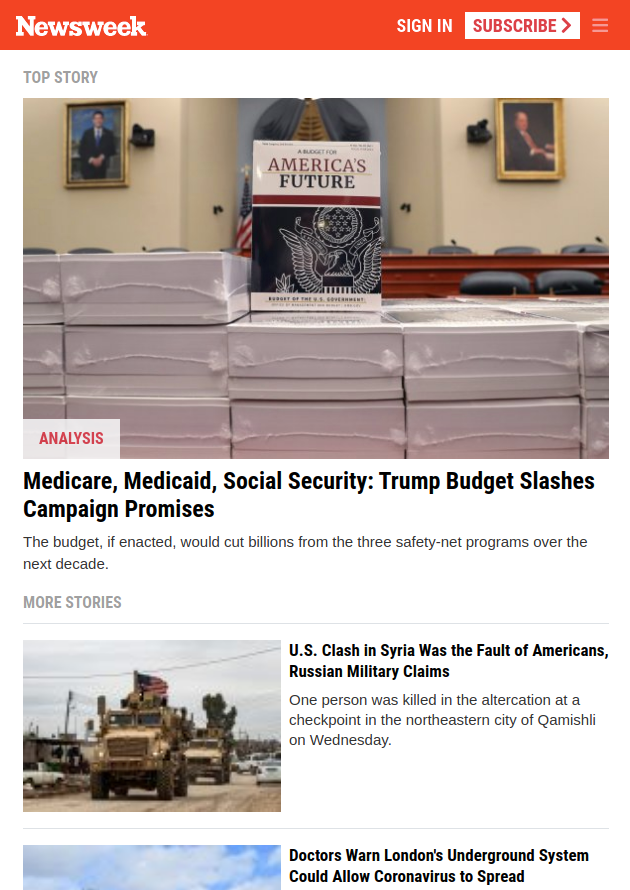 Newsweek
SIGN IN
SUBSCRIBE
TOP STORY
A BUDGET FOR
AMERICA'S
FUTURE
BUDGET OF THE U.S. GOVERNMENT
ANALYSIS
Medicare, Medicaid, Social Security: Trump Budget Slashes
Campaign Promises
The budget, if enacted, would cut billions from the three safety-net programs over the
next decade.
MORE STORIES
U.S. Clash in Syria Was the Fault of Americans,
Russian Military Claims
One person was killed in the altercation at a
checkpoint in the northeastern city of Qamishli
on Wednesday.
Doctors Warn London's Underground System
Could Allow Coronavirus to Spread